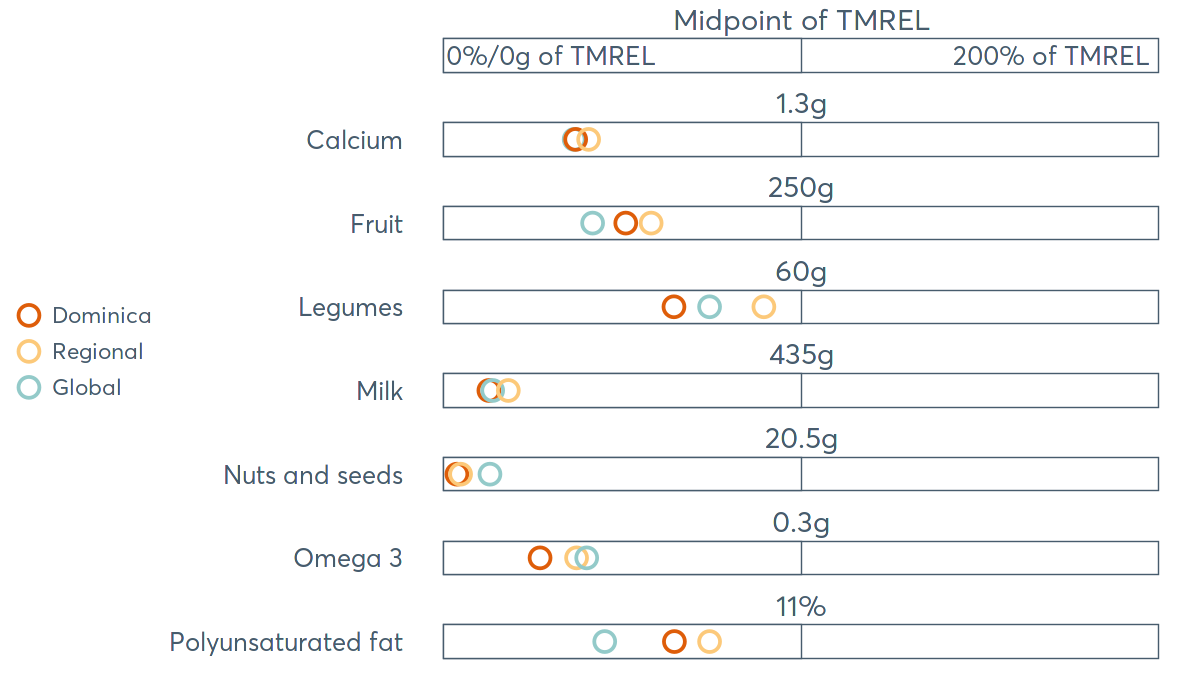 Midpoint of TMREL
0%/0g of TMREL 200% of TMREL
1.3g
Calcium
250g
Fruit
60g
Legumes
Dominica
Regional
Global
435g
Milk
20.5g
Nuts and seeds
0.3g
Omega 3
11%
Polyunsaturated fat